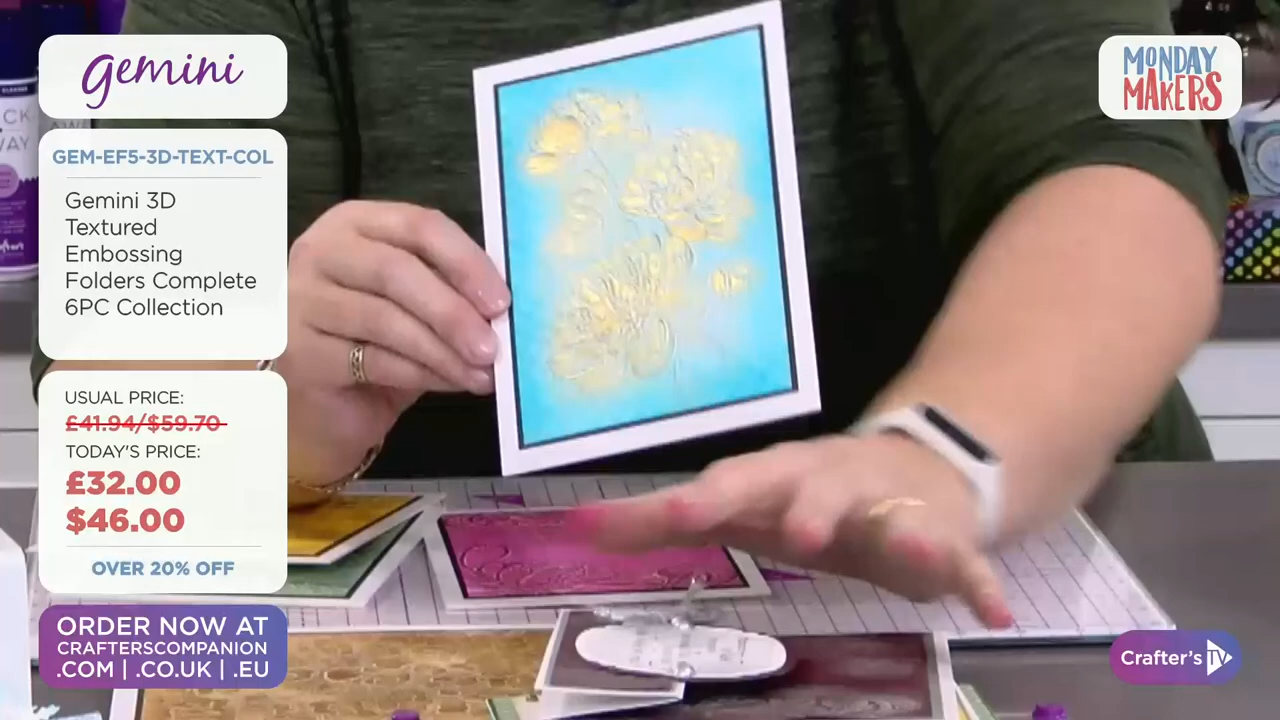 gemini
GEM-EF5-3D-TEXT-COL
Gemini 3D
Textured
Embossing
Folders Complete
6PC Collection
USUAL PRICE:
£41.94/$59.70
TODAY'S PRICE:
£32.00
$46.00
OVER 20% OFF
ORDER NOW AT
CRAFTERSCOMPANION
.COM | .CO.UK | .EU
MONDAY
MAKERS
Crafter's TV